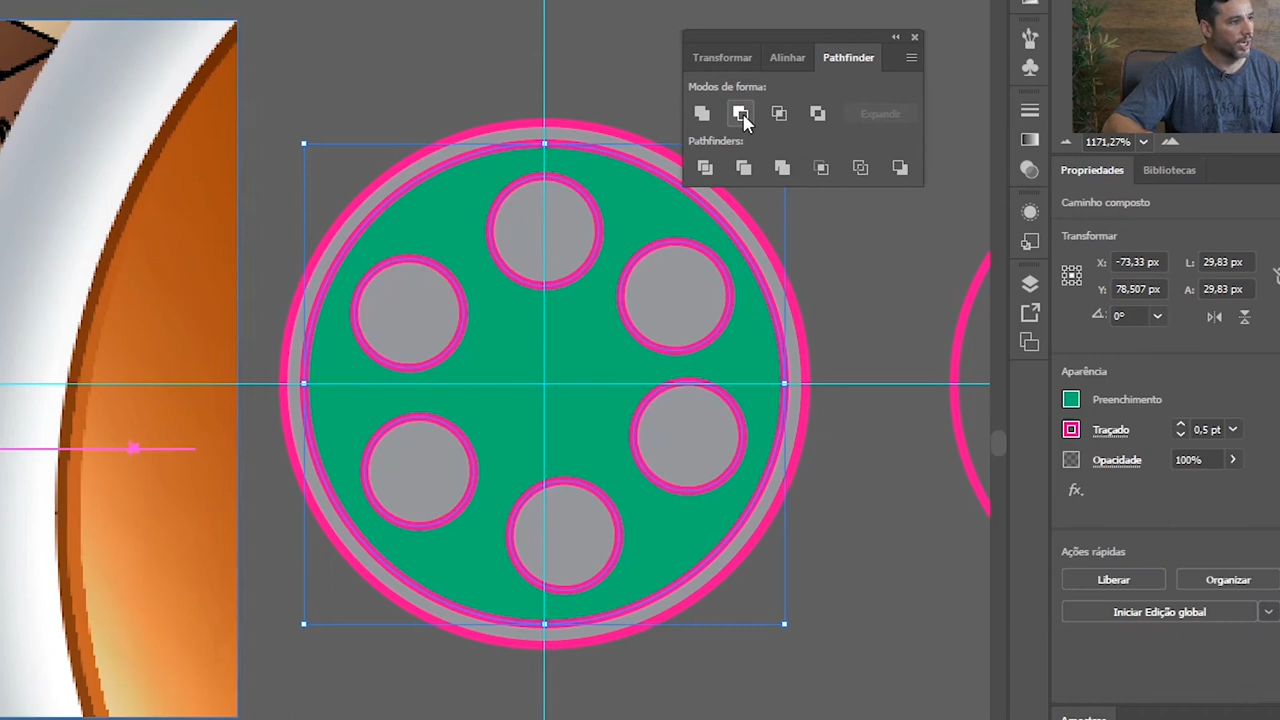 Transformar
Alinhar
Pathfinder
Modos de forma:
Expandir
Pathfinders:
1171,27%
Propriedades
Bibliotecas
Caminho composto
Transformar
X:
-73,33 px
L:
29,83 px
Y:
78,507 px
A:
29,83 px
0°
Aparência
Preenchimento
Traçado
0,5 pt
Opacidade
100%
fx.
Ações rápidas
Liberar
Organizar
Iniciar Edição global